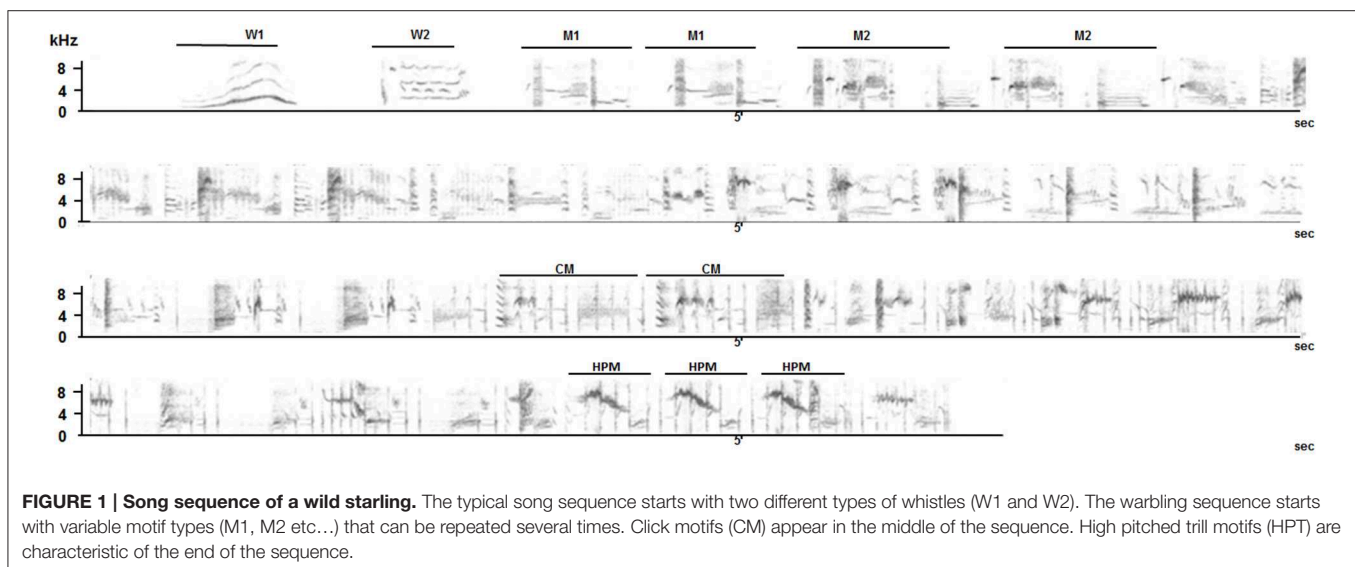 kHz W1 W2 M1 M1 M2 M2
8
4
0
5'
sec
8
4
0
5'
sec
CM CM
8
4
0
5'
sec
HPM HPM HPM
8
4
0
5'
sec
FIGURE 1 | Song sequence of a wild starling. The typical song sequence starts with two different types of whistles (W1 and W2). The warbling sequence starts
with variable motif types (M1, M2 etc…) that can be repeated several times. Click motifs (CM) appear in the middle of the sequence. High pitched trill motifs (HPT) are
characteristic of the end of the sequence.